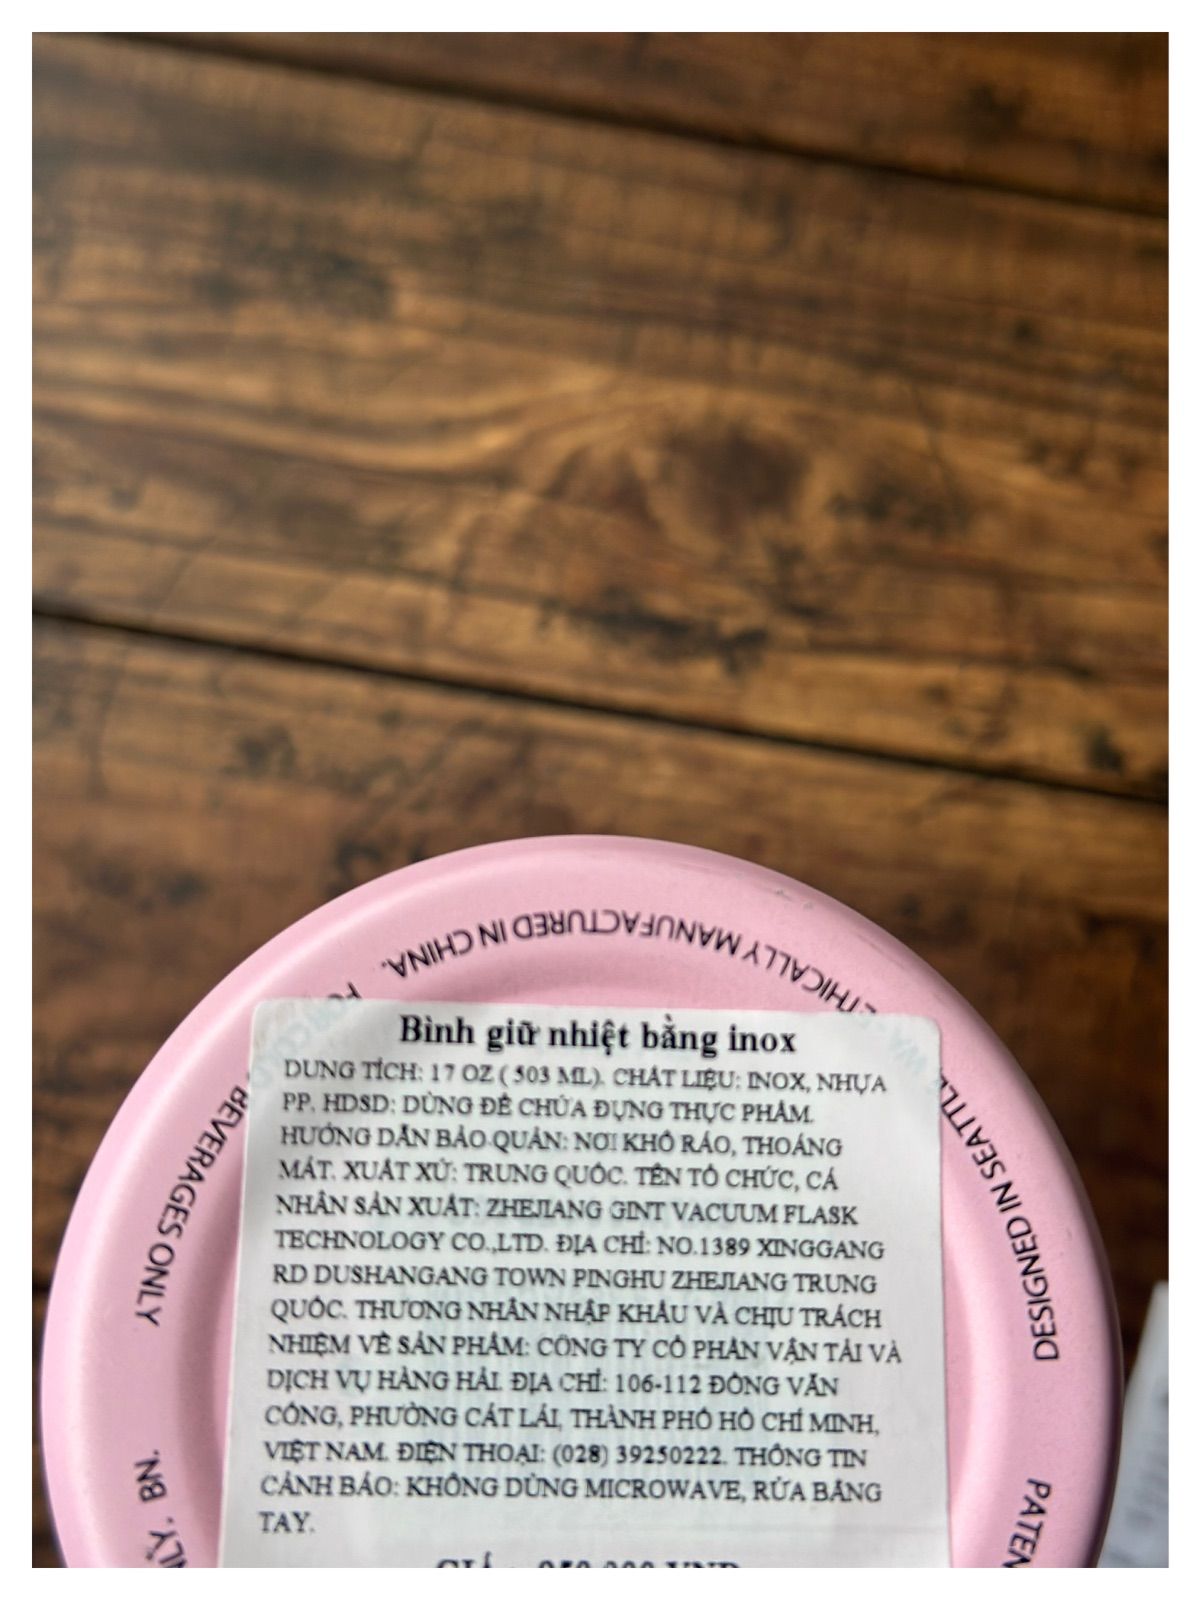 ETHICALLY MANUFACTURED IN CHINA.
BEVERAGES ONLY
DESIGNED IN SEATTLE
Bình giữ nhiệt bằng inox
DUNG TÍCH: 17 OZ ( 503 ML). CHẤT LIỆU: INOX, NHỰA
PP. HDSD: DÙNG ĐỂ CHỨA ĐỰNG THỰC PHẨM.
HƯỚNG DẪN BẢO QUẢN: NƠI KHÔ RÁO, THOÁNG
MÁT. XUẤT XỨ: TRUNG QUỐC. TÊN TỔ CHỨC, CÁ
NHÂN SẢN XUẤT: ZHEJIANG GINT VACUUM FLASK
TECHNOLOGY CO.,LTD. ĐỊA CHỈ: NO.1389 XINGGANG
RD DUSHANGANG TOWN PINGHU ZHEJIANG TRUNG
QUỐC. THƯƠNG NHÂN NHẬP KHẨU VÀ CHỊU TRÁCH
NHIỆM VỀ SẢN PHẨM: CÔNG TY CỔ PHẦN VẬN TẢI VÀ
DỊCH VỤ HÀNG HẢI. ĐỊA CHỈ: 106-112 ĐỒNG VĂN
CỐNG, PHƯỜNG CÁT LÁI, THÀNH PHỐ HỒ CHÍ MINH,
VIỆT NAM. ĐIỆN THOẠI: (028) 39250222. THÔNG TIN
CẢNH BÁO: KHÔNG DÙNG MICROWAVE, RỬA BẰNG
TAY.
BN.
PATEN